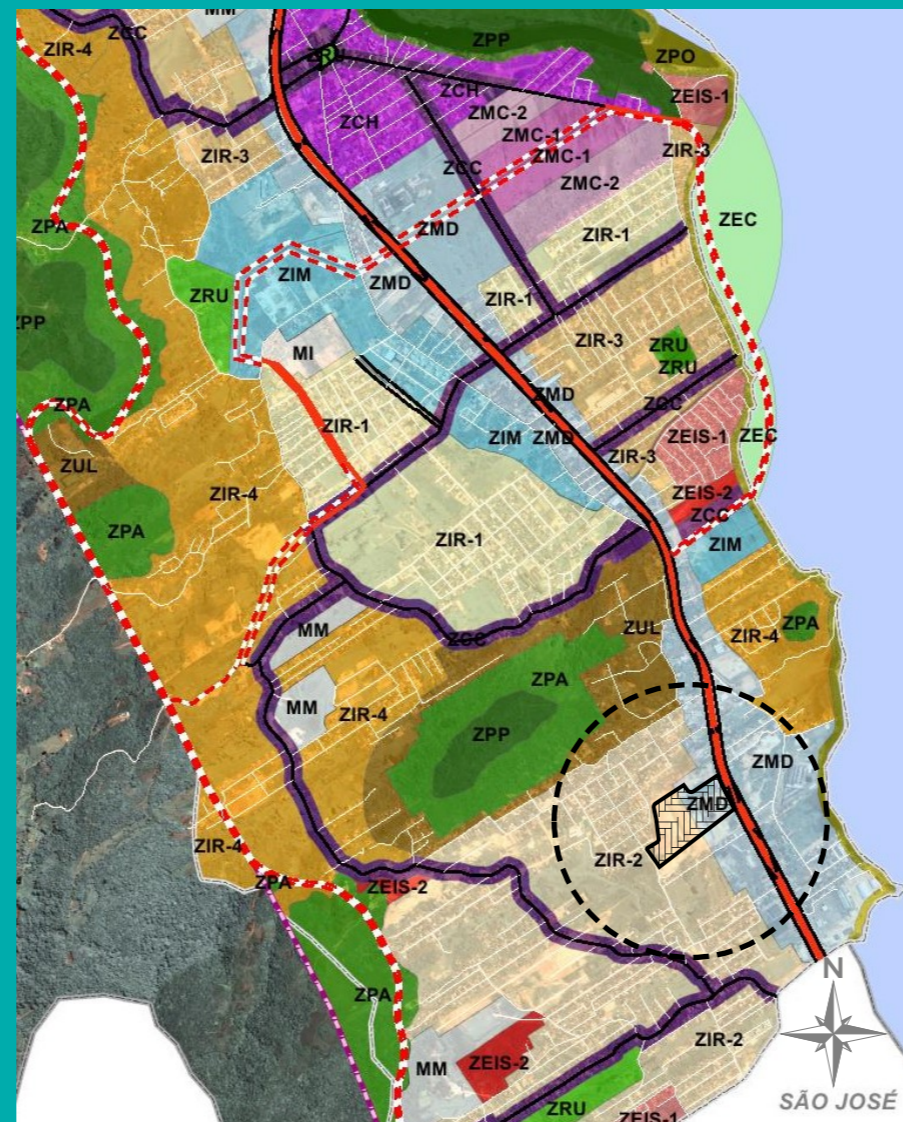 MM
ZCC
ZIR-4
ZRU
ZPP
ZPO
ZEIS-1
ZCH
ZCH
ZMC-2
ZMC-1
ZMC-1
ZIR-3
ZIR-3
ZCC
ZMC-2
ZEC
ZPA
ZMD
ZIR-1
ZIM
ZMD
ZRU
ZIR-1
ZPP
ZIR-3
MI
ZRU
ZRU
ZPA
ZMD
ZCC
ZIR-1
ZIM
ZMD
ZEIS-1
ZEC
ZUL
ZIR-3
ZIR-4
ZEIS-2
ZCC
ZPA
ZIR-1
ZIM
MM
ZCC
ZUL
ZIR-4
ZPA
ZPA
MM
ZIR-4
ZPP
ZMD
ZMD
ZIR-4
ZIR-2
ZPA
ZEIS-2
N
ZPA
ZIR-2
MM
ZEIS-2
SÃO JOSÉ
ZRU
ZEIS-1